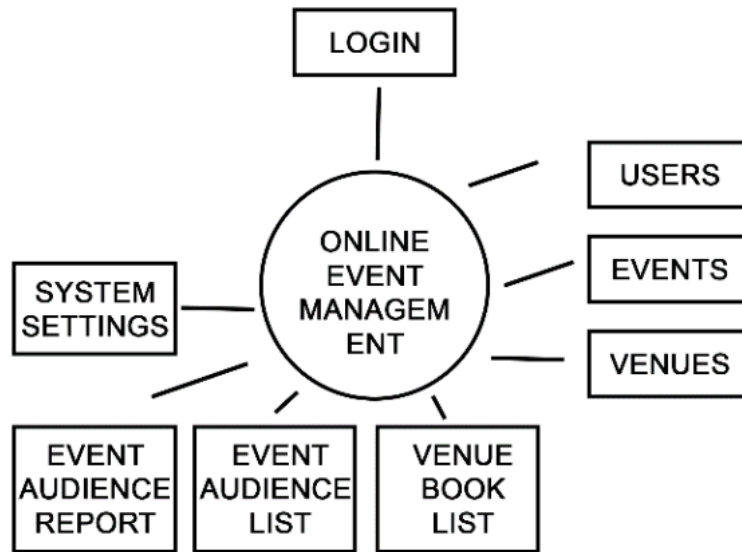 LOGIN
USERS
ONLINE
EVENT
MANAGEM
ENT
EVENTS
SYSTEM
SETTINGS
VENUES
EVENT
AUDIENCE
REPORT
EVENT
AUDIENCE
LIST
VENUE
BOOK
LIST